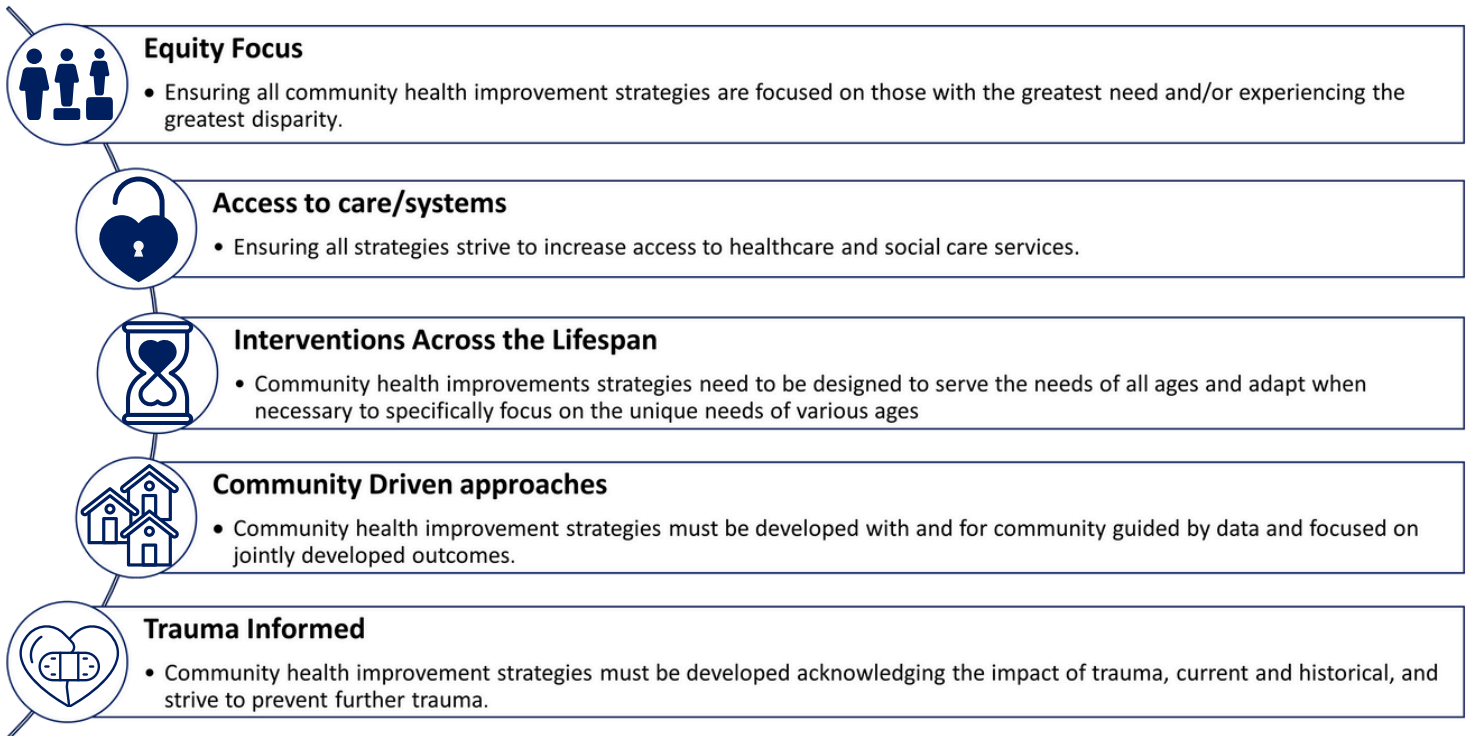 Equity Focus
• Ensuring all community health improvement strategies are focused on those with the greatest need and/or experiencing the
greatest disparity.
Access to care/systems
• Ensuring all strategies strive to increase access to healthcare and social care services.
Interventions Across the Lifespan
• Community health improvements strategies need to be designed to serve the needs of all ages and adapt when
necessary to specifically focus on the unique needs of various ages
Community Driven approaches
• Community health improvement strategies must be developed with and for community guided by data and focused on
jointly developed outcomes.
Trauma Informed
• Community health improvement strategies must be developed acknowledging the impact of trauma, current and historical, and
strive to prevent further trauma.